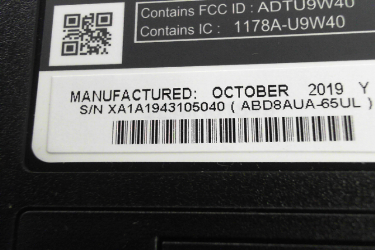 Contains FCC ID : ADTU9W40
Contains IC : 1178A-U9W40
MANUFACTURED: OCTOBER 2019 Y
S/N XA1A1943105040 ( ABD8AUA-65UL )